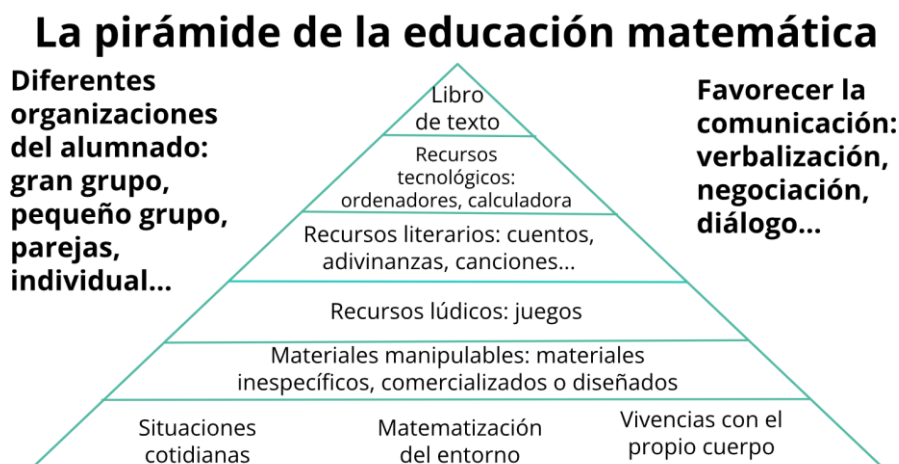 La pirámide de la educación matemática
Diferentes
organizaciones
del alumnado:
gran grupo,
pequeño grupo,
parejas,
individual...
Favorecer la
comunicación:
verbalización,
negociación,
diálogo...
Libro
de texto
Recursos
tecnológicos:
ordenadores, calculadora
Recursos literarios: cuentos,
adivinanzas, canciones...
Recursos lúdicos: juegos
Materiales manipulables: materiales
inespecíficos, comercializados o diseñados
Situaciones
cotidianas
Matematización
del entorno
Vivencias con el
propio cuerpo